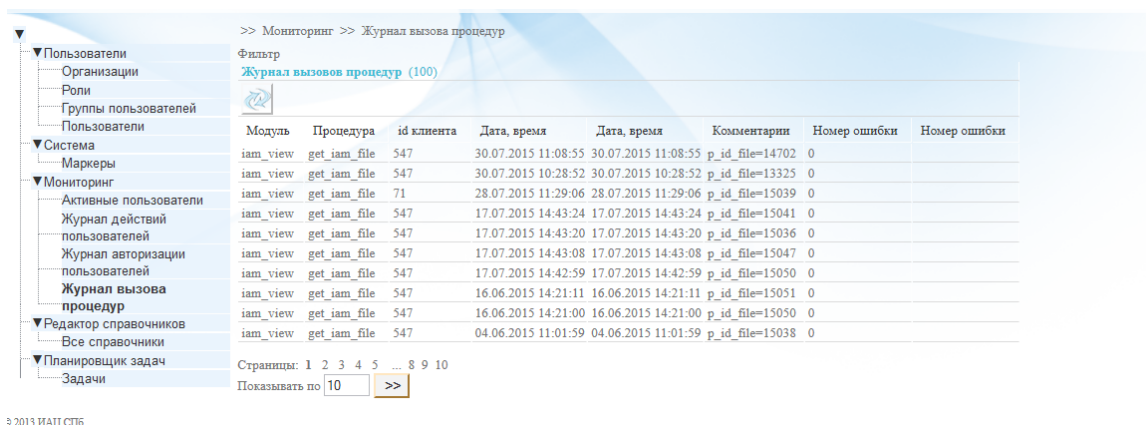 ▼
▼Пользователи
Организации
Роли
Группы пользователей
Пользователи
▼Система
Маркеры
▼Мониторинг
Активные пользователи
Журнал действий
пользователей
Журнал авторизации
пользователей
Журнал вызова
процедур
▼Редактор справочников
Все справочники
▼Планировщик задач
Задачи
>> Мониторинг >> Журнал вызова процедур
Фильтр
Журнал вызовов процедур (100)
Модуль Процедура id клиента Дата, время Дата, время Комментарии Номер ошибки Номер ошибки
iam_view get_iam_file 547 30.07.2015 11:08:55 30.07.2015 11:08:55 p_id_file=14702 0
iam_view get_iam_file 547 30.07.2015 10:28:52 30.07.2015 10:28:52 p_id_file=13325 0
iam_view get_iam_file 71 28.07.2015 11:29:06 28.07.2015 11:29:06 p_id_file=15039 0
iam_view get_iam_file 547 17.07.2015 14:43:24 17.07.2015 14:43:24 p_id_file=15041 0
iam_view get_iam_file 547 17.07.2015 14:43:20 17.07.2015 14:43:20 p_id_file=15036 0
iam_view get_iam_file 547 17.07.2015 14:43:08 17.07.2015 14:43:08 p_id_file=15047 0
iam_view get_iam_file 547 17.07.2015 14:42:59 17.07.2015 14:42:59 p_id_file=15050 0
iam_view get_iam_file 547 16.06.2015 14:21:11 16.06.2015 14:21:11 p_id_file=15051 0
iam_view get_iam_file 547 16.06.2015 14:21:00 16.06.2015 14:21:00 p_id_file=15050 0
iam_view get_iam_file 547 04.06.2015 11:01:59 04.06.2015 11:01:59 p_id_file=15038 0
Страницы: 1 2 3 4 5 ... 8 9 10
Показывать по 10 >>
© 2013 ИАЦ СПб